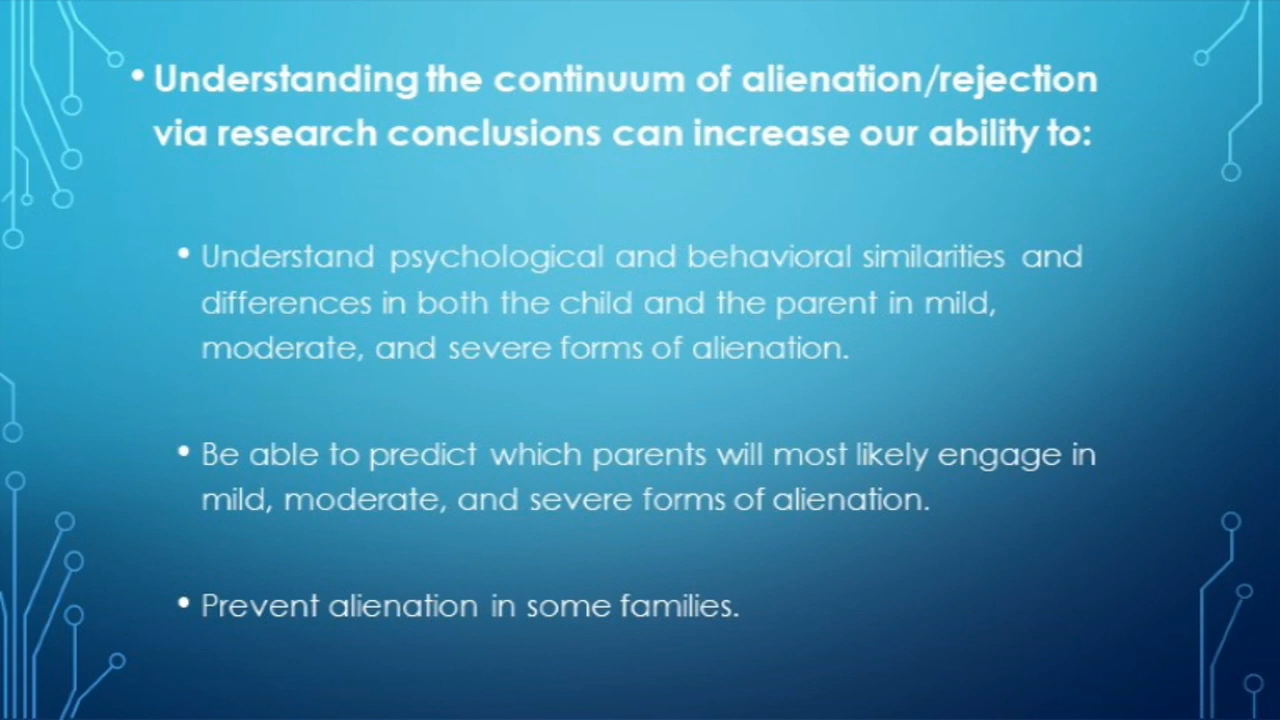 • Understanding the continuum of alienation/rejection
via research conclusions can increase our ability to:
• Understand psychological and behavioral similarities and
differences in both the child and the parent in mild,
moderate, and severe forms of alienation.
• Be able to predict which parents will most likely engage in
mild, moderate, and severe forms of alienation.
• Prevent alienation in some families.